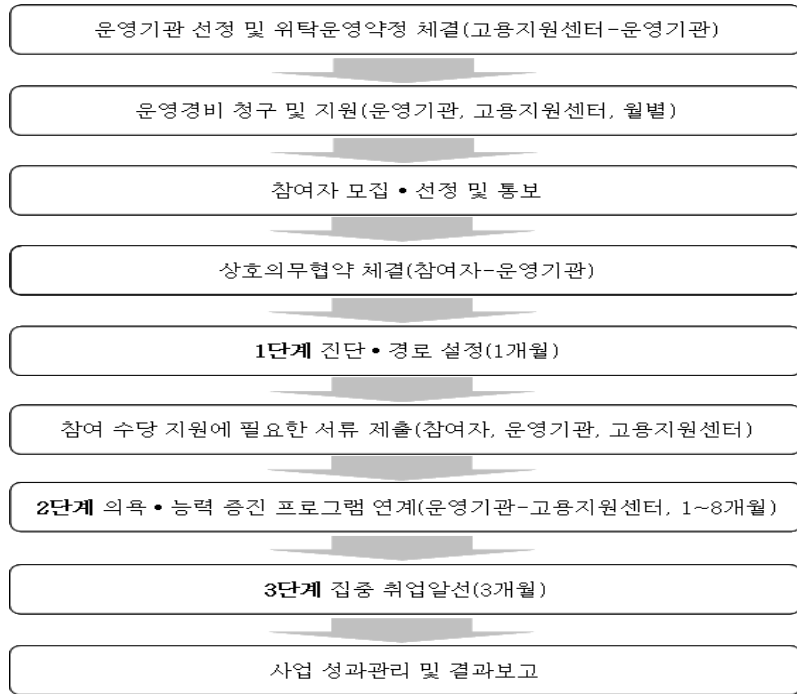 운영기관 선정 및 위탁운영약정 체결(고용지원센터-운영기관)
운영경비 청구 및 지원(운영기관, 고용지원센터, 월별)
참여자 모집•선정 및 통보
상호의무협약 체결(참여자-운영기관)
1단계 진단•경로 설정(1개월)
참여 수당 지원에 필요한 서류 제출(참여자, 운영기관, 고용지원센터)
2단계 의욕•능력 증진 프로그램 연계(운영기관-고용지원센터, 1~8개월)
3단계 집중 취업알선(3개월)
사업 성과관리 및 결과보고